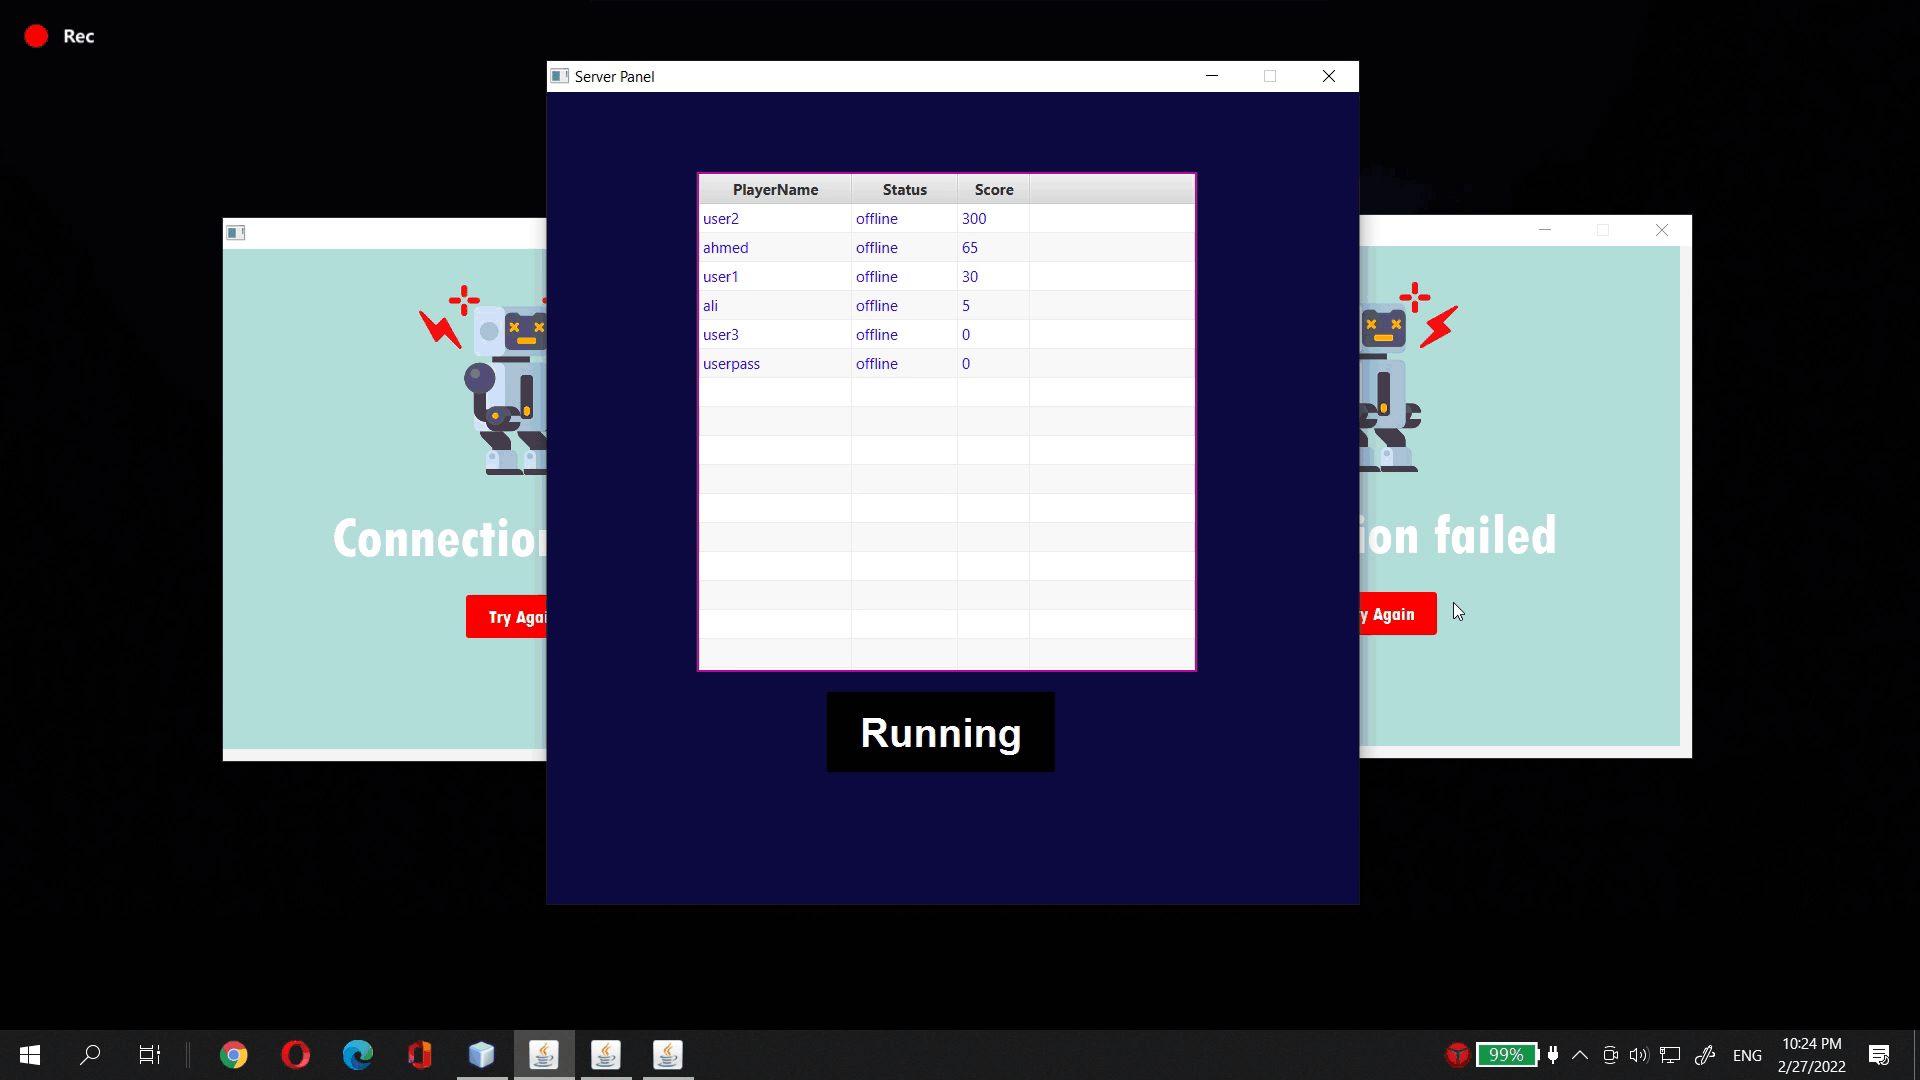 Rec
Server Panel
PlayerName Status Score
user2 offline 300
ahmed offline 65
user1 offline 30
ali offline 5
user3 offline 0
userpass offline 0
Running
Connection
Try Agai
ion failed
y Again
99%
ENG
10:24 PM
2/27/2022